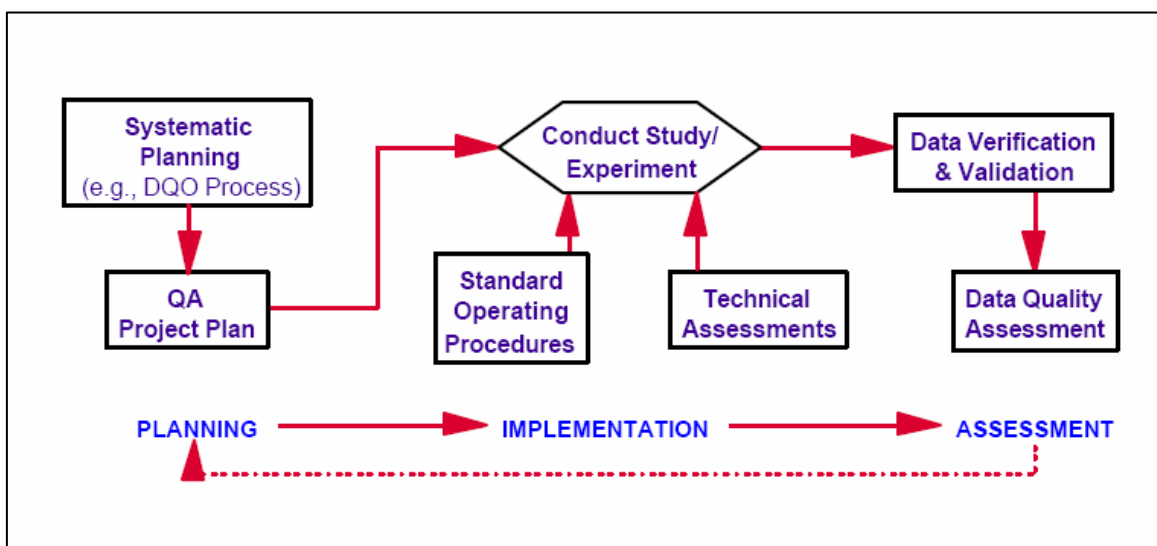 Systematic
Planning
(e.g., DQO Process)
QA
Project Plan
Conduct Study/
Experiment
Standard
Operating
Procedures
Technical
Assessments
Data Verification
& Validation
Data Quality
Assessment
PLANNING
IMPLEMENTATION
ASSESSMENT